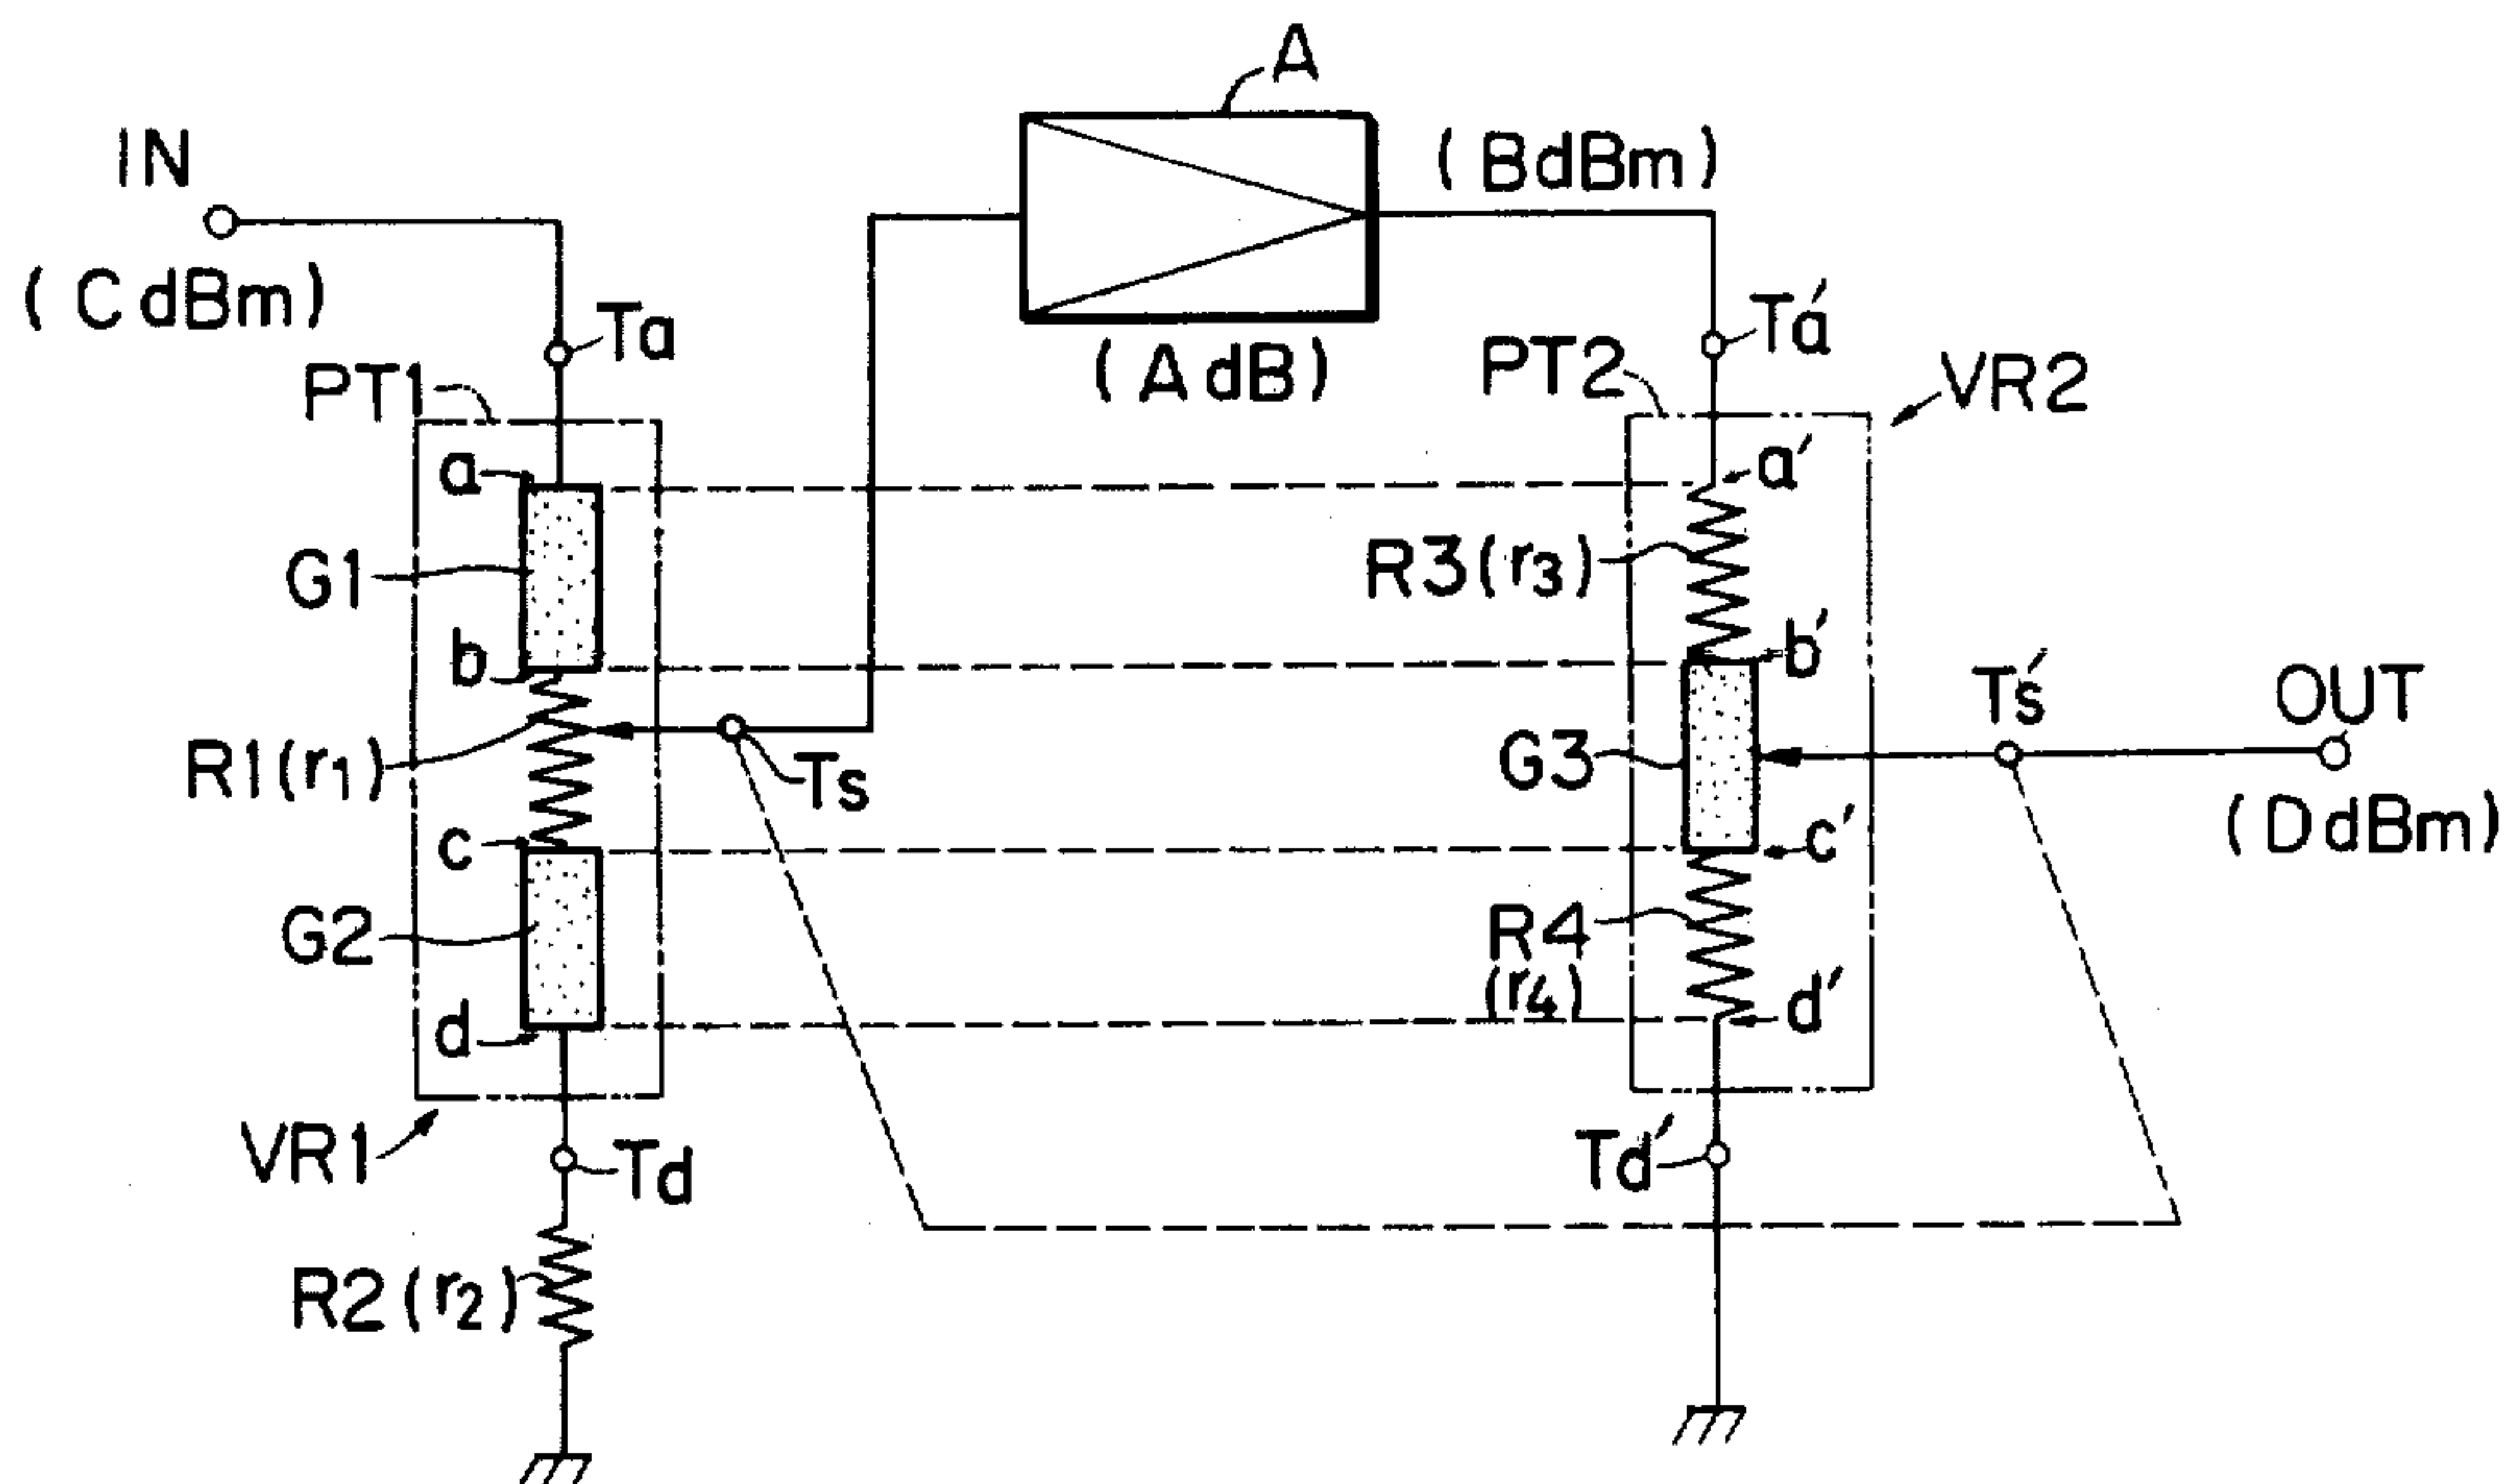 A
IN
(BdBm)
(CdBm)
Ta
Ta'
PT1
(AdB)
PT2
VR2
a
a'
G1
R3(r3)
b
b'
Ts'
OUT
R1(r1)
Ts
G3
c
c'
(DdBm)
G2
R4
(r4)
d
d'
VR1
Td
Td'
R2(r2)